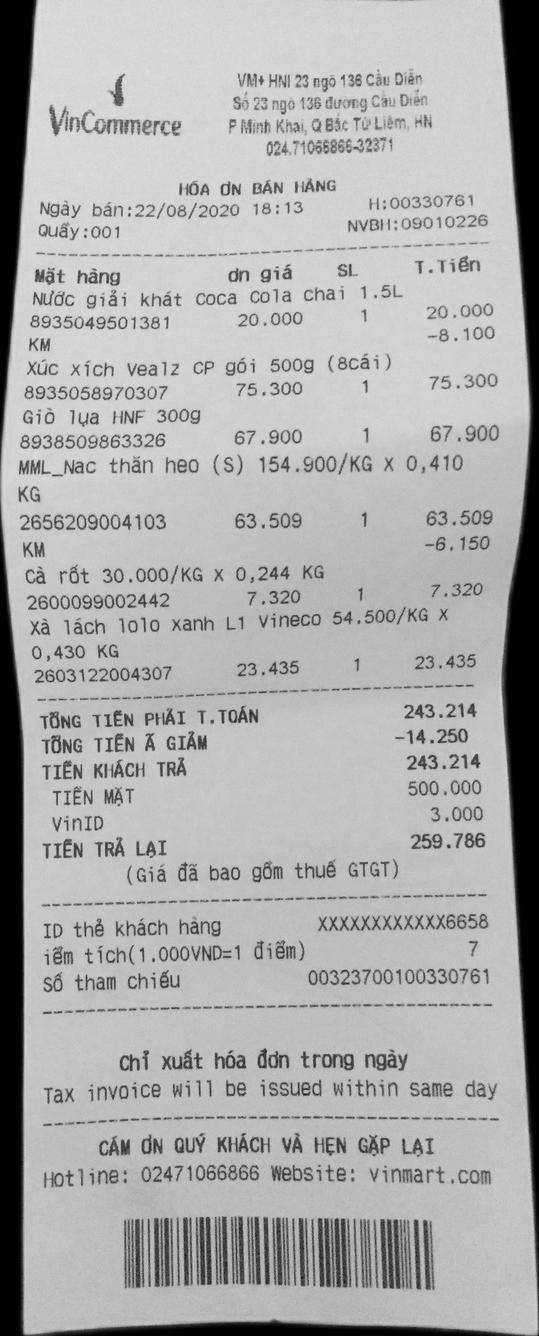 VinCommerce
VM+ HNI 23 ngõ 136 Cầu Diễn
Số 23 ngõ 136 đường Cầu Diễn
P Minh Khai, Q Bắc Từ Liêm, HN
024.71066866-32371
HÓA ƠN BÁN HÀNG
Ngày bán:22/08/2020 18:13 H:00330761
Quầy:001 NVBH:09010226
Mặt hàng ơn giá SL T.Tiền
Nước giải khát Coca Cola chai 1.5L
8935049501381 20.000 1 20.000
KM -8.100
Xúc xích Vealz CP gói 500g (8cái)
8935058970307 75.300 1 75.300
Giò lụa HNF 300g
8938509863326 67.900 1 67.900
MML_Nac thăn heo (S) 154.900/KG X 0,410
KG
2656209004103 63.509 1 63.509
KM -6.150
Cà rốt 30.000/KG X 0,244 KG
2600099002442 7.320 1 7.320
Xà lách lolo xanh L1 Vineco 54.500/KG X
0,430 KG
2603122004307 23.435 1 23.435
TỔNG TIỀN PHẢI T.TOÁN 243.214
TỔNG TIỀN Ã GIẢM -14.250
TIỀN KHÁCH TRẢ 243.214
TIỀN MẶT 500.000
VinID 3.000
TIỀN TRẢ LẠI 259.786
(Giá đã bao gồm thuế GTGT)
ID thẻ khách hàng XXXXXXXXXXXX6658
iểm tích(1.000VND=1 điểm) 7
Số tham chiếu 00323700100330761
Chỉ xuất hóa đơn trong ngày
Tax invoice will be issued within same day
CÁM ƠN QUÝ KHÁCH VÀ HẸN GẶP LẠI
Hotline: 02471066866 Website: vinmart.com